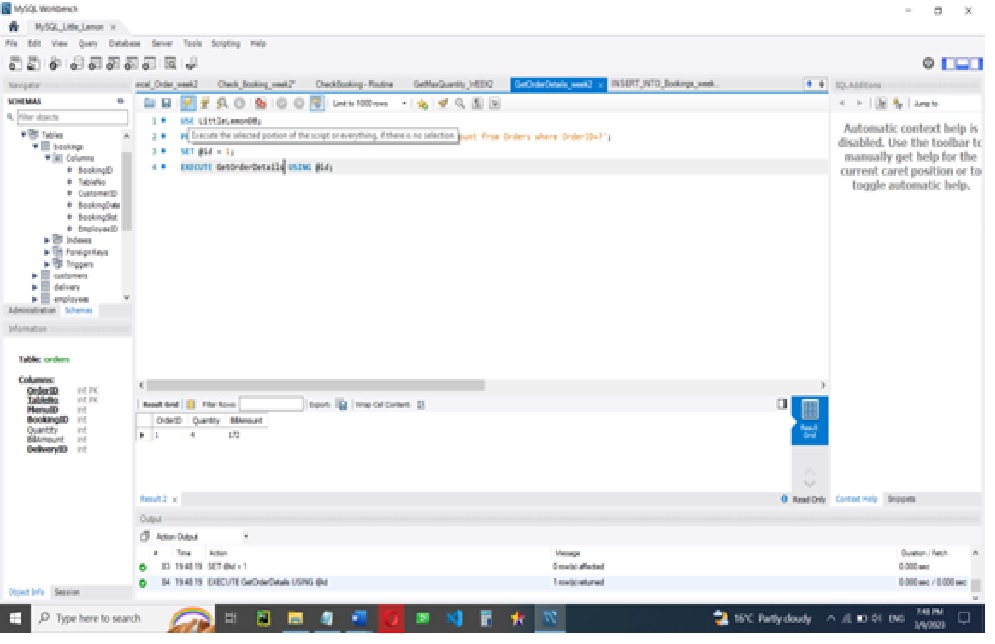 MySQL Workbench
MySQL_Little_Lemon ×
File Edit View Query Database Server Tools Scripting Help
Navigator
SCHEMAS
Filter objects
Tables
bookings
Columns
BookingID
TableNo
CustomerID
BookingDate
BookingSlot
EmployeeID
Indexes
Foreign Keys
Triggers
customers
delivery
employees
Administration Schemas
Information
Table: orders
Columns:
OrderID int PK
TableNo int PK
MenuID int
BookingID int
Quantity int
BillAmount int
DeliveryID int
Object Info Session
Check_Booking_week2* CheckBooking - Routine GetMaxQuantity_WEEK2 GetOrderDetails_week2 × INSERT_INTO_Bookings_week...
Limit to 1000 rows
1 USE LittleLemonDB;
2 Execute the selected portion of the script or everything, if there is no selection ount from Orders where OrderID=?';
3 SET @id = 1;
4 EXECUTE GetOrderDetails USING @id;
Result Grid Filter Rows: Export: Wrap Cell Content:
OrderID Quantity BillAmount
1 4 172
Result Grid
Result 2 × Read Only
Output
Action Output
# Time Action Message Duration / Fetch
83 19:48:19 SET @id = 1 0 row(s) affected 0.000 sec
84 19:48:19 EXECUTE GetOrderDetails USING @id 1 row(s) returned 0.000 sec / 0.000 sec
SQLAdditions
Jump to
Automatic context help is
disabled. Use the toolbar to
manually get help for the
current caret position or to
toggle automatic help.
Context Help Snippets
Type here to search
16°C Partly cloudy
ENG
7:48 PM
3/9/2023